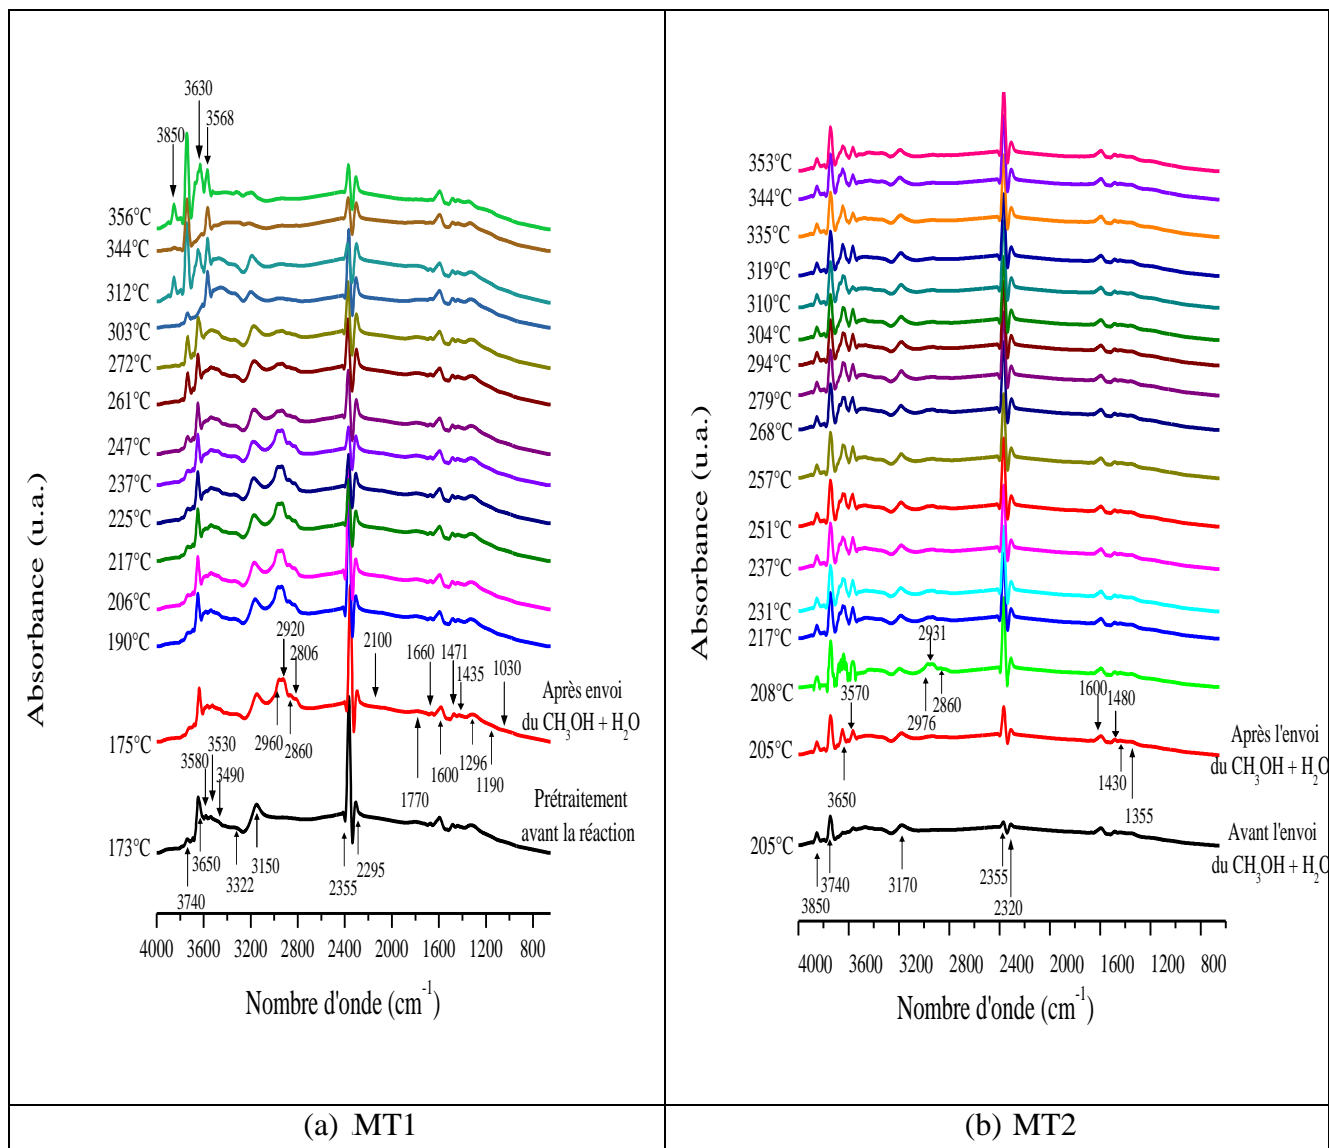 3630
3568
3850
356°C
344°C
312°C
303°C
272°C
261°C
247°C
237°C
225°C
217°C
206°C
190°C
2920
2806
2100
1660
1471
1435
1030
Après envoi
du CH3OH + H2O
175°C
2960
2860
1770
1600
1296
1190
3580
3530
3490
Prétraitement
avant la réaction
173°C
3650
3740
3322
3150
2355
2295
4000 3600 3200 2800 2400 2000 1600 1200
Nombre d'onde (cm-1)
Absorbance (u.a.)
(a) MT1
353°C
344°C
335°C
319°C
310°C
304°C
294°C
279°C
268°C
257°C
251°C
237°C
231°C
217°C
2931
208°C
3570
2976
2860
1600
1480
205°C
Après l'envoi
du CH3OH + H2O
3650
1430
1355
205°C
Avant l'envoi
du CH3OH + H2O
3740
3850
3170
2355
2320
4000 3600 3200 2800 2400 2000 1600 1200 800
Nombre d'onde (cm-1)
Absorbance (u.a.)
(b) MT2